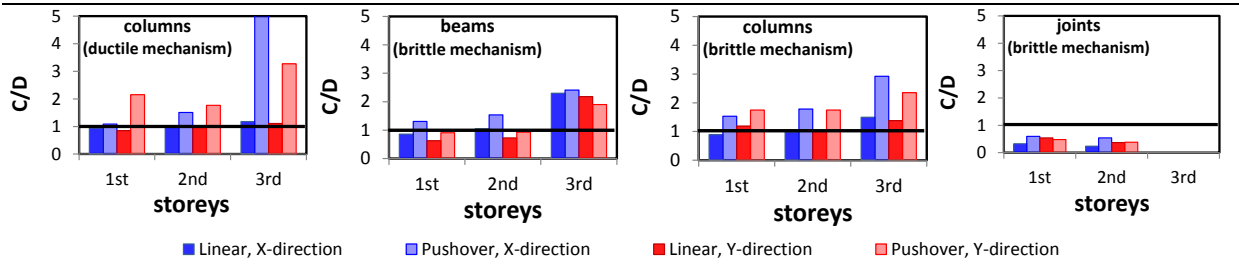 columns
(ductile mechanism)
C/D
5
4
3
2
1
0
1st 2nd 3rd
storeys
beams
(brittle mechanism)
C/D
5
4
3
2
1
0
1st 2nd 3rd
storeys
columns
(brittle mechanism)
C/D
5
4
3
2
1
0
1st 2nd 3rd
storeys
joints
(brittle mechanism)
C/D
5
4
3
2
1
0
1st 2nd 3rd
storeys
Linear, X-direction Pushover, X-direction Linear, Y-direction Pushover, Y-direction